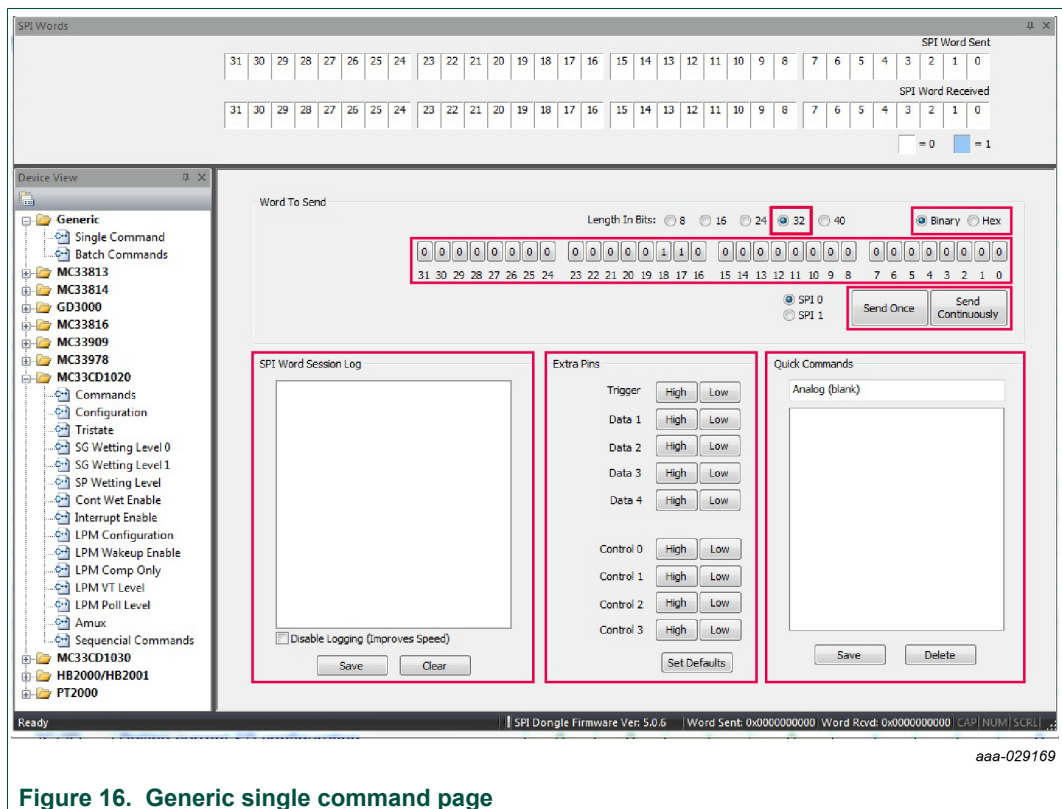 SPI Words
SPI Word Sent
31 30 29 28 27 26 25 24 23 22 21 20 19 18 17 16 15 14 13 12 11 10 9 8 7 6 5 4 3 2 1 0
SPI Word Received
31 30 29 28 27 26 25 24 23 22 21 20 19 18 17 16 15 14 13 12 11 10 9 8 7 6 5 4 3 2 1 0
= 0 = 1
Device View
Generic
Single Command
Batch Commands
MC33813
MC33814
GD3000
MC33816
MC33909
MC33978
MC33CD1020
Commands
Configuration
Tristate
SG Wetting Level 0
SG Wetting Level 1
SP Wetting Level
Cont Wet Enable
Interrupt Enable
LPM Configuration
LPM Wakeup Enable
LPM Comp Only
LPM VT Level
LPM Poll Level
Amux
Sequencial Commands
MC33CD1030
HB2000/HB2001
PT2000
Word To Send
Length In Bits: 8 16 24 32 40 Binary Hex
0 0 0 0 0 0 0 0 0 0 0 0 0 1 1 0 0 0 0 0 0 0 0 0 0 0 0 0 0 0 0 0
31 30 29 28 27 26 25 24 23 22 21 20 19 18 17 16 15 14 13 12 11 10 9 8 7 6 5 4 3 2 1 0
SPI 0
SPI 1
Send Once
Send
Continuously
SPI Word Session Log
Disable Logging (Improves Speed)
Save Clear
Extra Pins
Trigger High Low
Data 1 High Low
Data 2 High Low
Data 3 High Low
Data 4 High Low
Control 0 High Low
Control 1 High Low
Control 2 High Low
Control 3 High Low
Set Defaults
Quick Commands
Analog (blank)
Save Delete
Ready SPI Dongle Firmware Ver: 5.0.6 Word Sent: 0x0000000000 Word Rcvd: 0x0000000000 CAP NUM SCRL
aaa-029169
Figure 16. Generic single command page